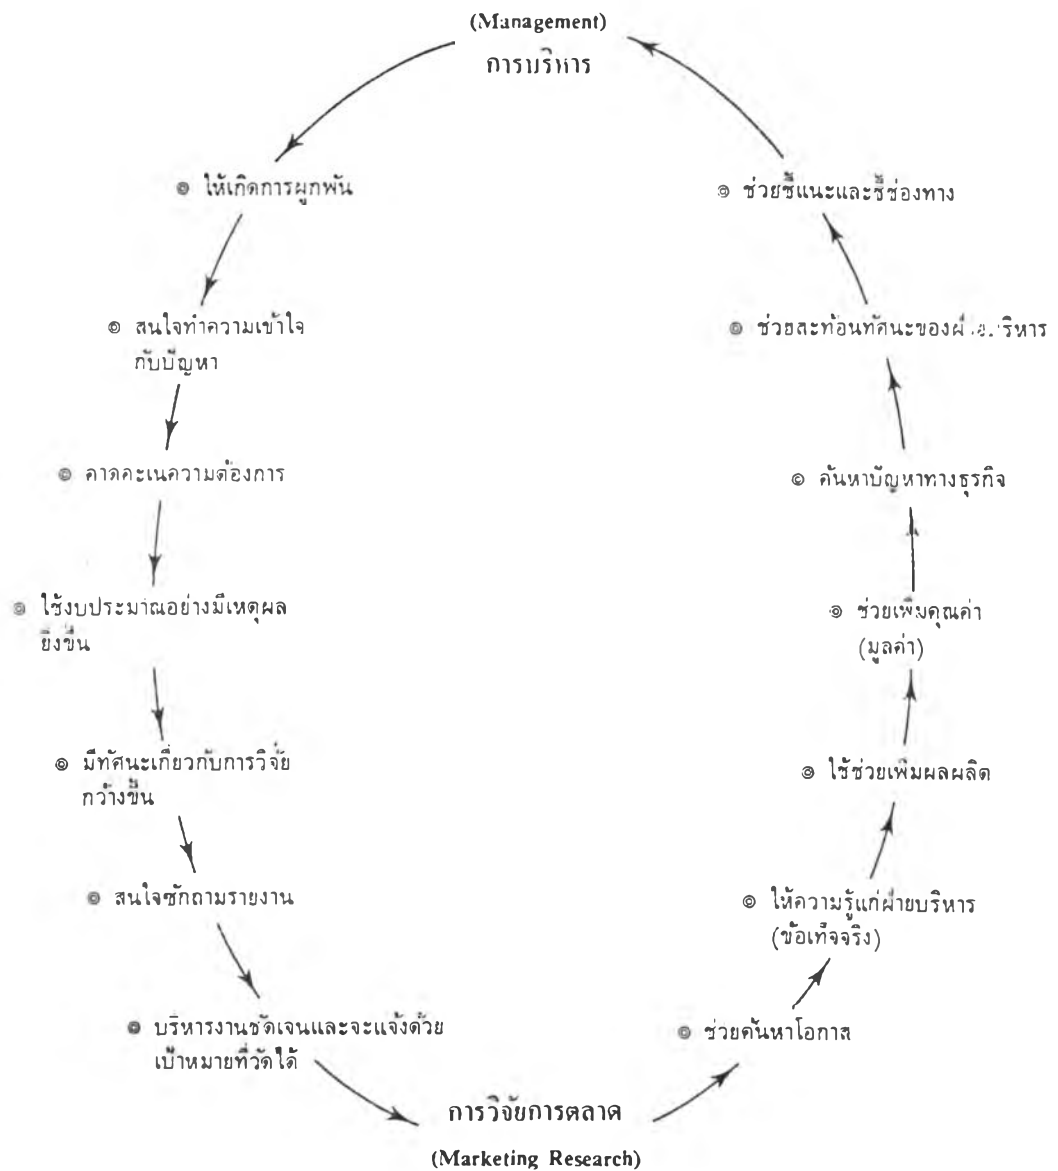 (Management)
การบริหาร
◎ ให้เกิดการผูกพัน
◎ ช่วยชี้แนะและชี้ช่องทาง
◎ สนใจทำความเข้าใจ
กับปัญหา
◎ ช่วยสะท้อนทัศนะของฝ่ายบริหาร
◎ คาดคะเนความต้องการ
◎ ค้นหาปัญหาทางธุรกิจ
◎ ใช้งบประมาณอย่างมีเหตุผล
ยิ่งขึ้น
◎ ช่วยเพิ่มคุณค่า
(มูลค่า)
◎ มีทัศนะเกี่ยวกับการวิจัย
กว้างขึ้น
◎ ใช้ช่วยเพิ่มผลผลิต
◎ สนใจซักถามรายงาน
◎ ให้ความรู้แก่ฝ่ายบริหาร
(ข้อเท็จจริง)
◎ บริหารงานชัดเจนและจะแจ้งด้วย
เป้าหมายที่วัดได้
◎ ช่วยค้นหาโอกาส
การวิจัยการตลาด
(Marketing Research)